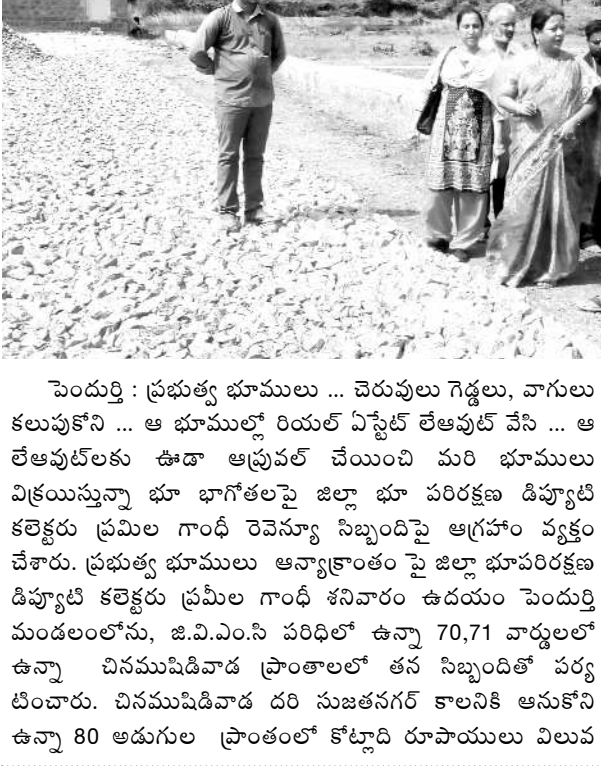 పెందుర్తి : ప్రభుత్వ భూములు ... చెరువులు గెడ్డలు, వాగులు
కలుపుకోని ... ఆ భూముల్లో రియల్ ఏస్టేట్ లేఆవుట్ వేసి ... ఆ
లేఆవుట్‌లకు ఊడా ఆప్రువల్ చేయించి మరి భూములు
విక్రయిస్తున్నా భూ భాగోతలపై జిల్లా భూ పరిరక్షణ డిప్యూటి
కలెక్టరు ప్రమిల గాంధీ రెవెన్యూ సిబ్బందిపై ఆగ్రహాం వ్యక్తం
చేశారు. ప్రభుత్వ భూములు ఆన్యాక్రాంతం పై జిల్లా భూపరిరక్షణ
డిప్యూటి కలెక్టరు ప్రమీల గాంధీ శనివారం ఉదయం పెందుర్తి
మండలంలోను, జి.వి.ఎం.సి పరిధిలో ఉన్నా 70,71 వార్డులలో
ఉన్నా చినముషిడివాడ ప్రాంతాలలో తన సిబ్బందితో పర్య
టించారు. చినముషిడివాడ దరి సుజతనగర్ కాలనికి ఆనుకోని
ఉన్నా 80 అడుగుల ప్రాంతంలో కోట్లాది రూపాయులు విలువ